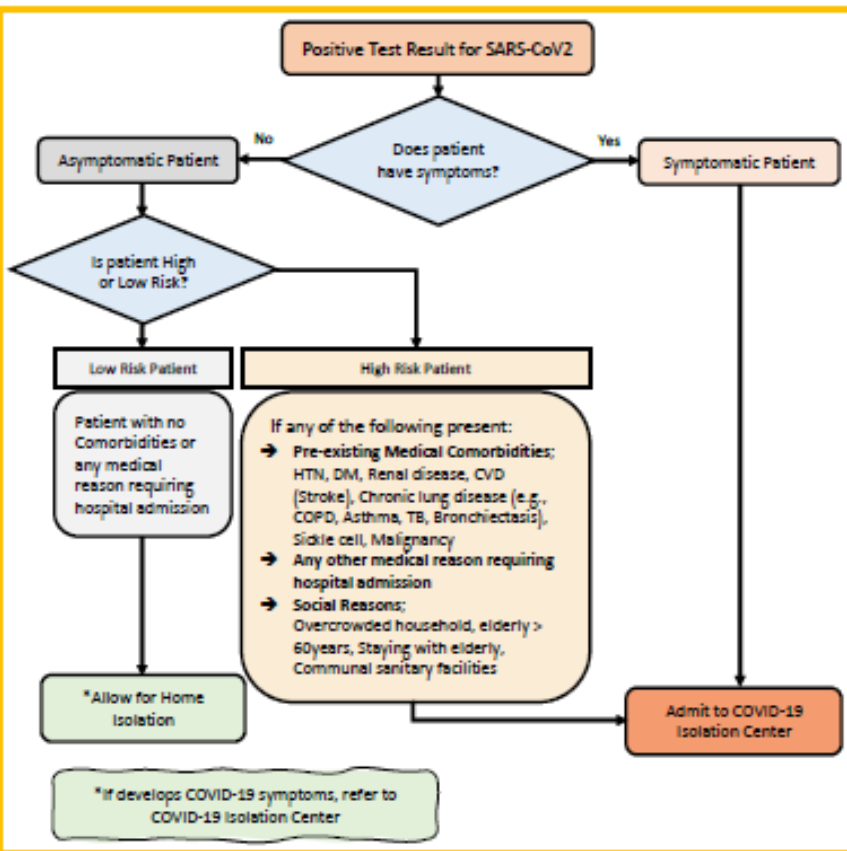 Positive Test Result for SARS-CoV2
No
Does patient
have symptoms?
Yes
Asymptomatic Patient
Symptomatic Patient
Is patient High
or Low Risk?
Low Risk Patient
High Risk Patient
Patient with no
Comorbidities or
any medical
reason requiring
hospital admission
If any of the following present:
➔ Pre-existing Medical Comorbidities;
HTN, DM, Renal disease, CVD
(Stroke), Chronic lung disease (e.g.,
COPD, Asthma, TB, Bronchiectasis),
Sickle cell, Malignancy
➔ Any other medical reason requiring
hospital admission
➔ Social Reasons;
Overcrowded household, elderly >
60years, Staying with elderly,
Communal sanitary facilities
*Allow for Home
Isolation
Admit to COVID-19
Isolation Center
*If develops COVID-19 symptoms, refer to
COVID-19 Isolation Center